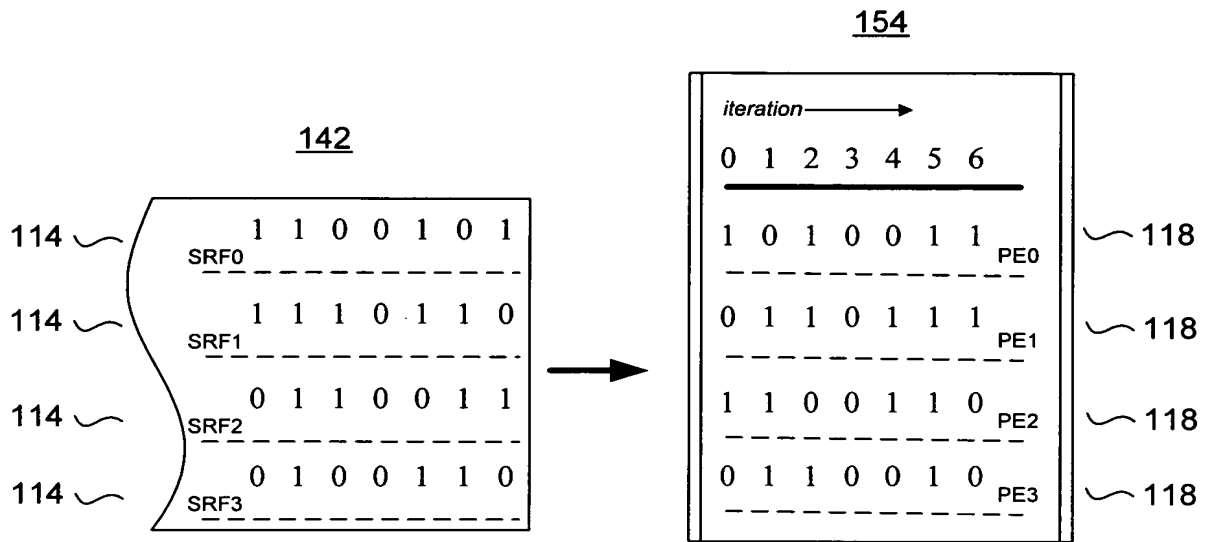 154
iteration
0 1 2 3 4 5 6
142
114 SRF0 1 1 0 0 1 0 1
114 SRF1 1 1 1 0 1 1 0
114 SRF2 0 1 1 0 0 1 1
114 SRF3 0 1 0 0 1 1 0
1 0 1 0 0 1 1 PE0 118
0 1 1 0 1 1 1 PE1 118
1 1 0 0 1 1 0 PE2 118
0 1 1 0 0 1 0 PE3 118